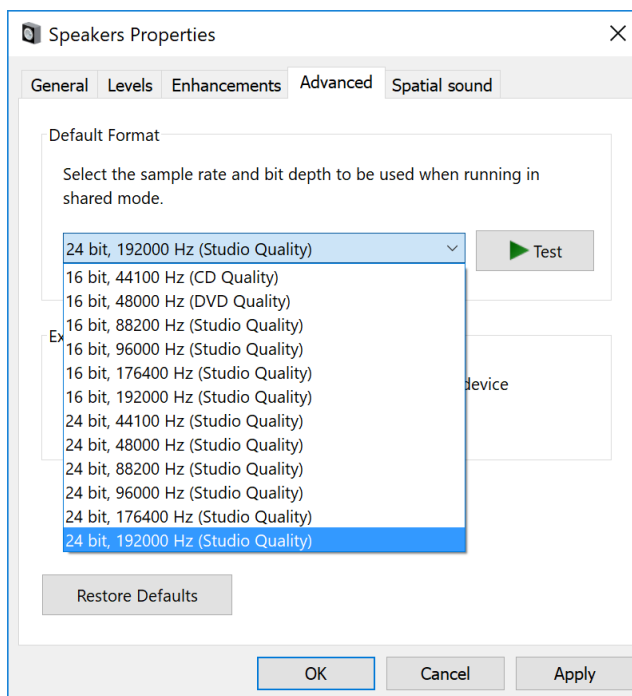 Speakers Properties
General Levels Enhancements Advanced Spatial sound
Default Format
Select the sample rate and bit depth to be used when running in
shared mode.
24 bit, 192000 Hz (Studio Quality)
Test
16 bit, 44100 Hz (CD Quality)
16 bit, 48000 Hz (DVD Quality)
16 bit, 88200 Hz (Studio Quality)
Ex
16 bit, 96000 Hz (Studio Quality)
16 bit, 176400 Hz (Studio Quality)
device
16 bit, 192000 Hz (Studio Quality)
24 bit, 44100 Hz (Studio Quality)
24 bit, 48000 Hz (Studio Quality)
24 bit, 88200 Hz (Studio Quality)
24 bit, 96000 Hz (Studio Quality)
24 bit, 176400 Hz (Studio Quality)
24 bit, 192000 Hz (Studio Quality)
Restore Defaults
OK Cancel Apply